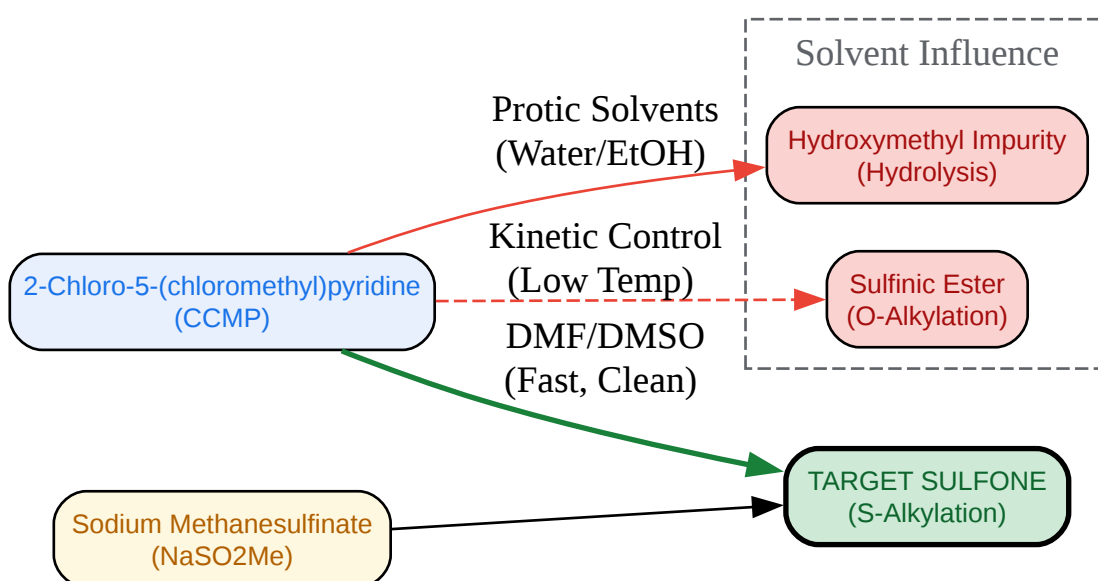 Solvent Influence
Protic Solvents
(Water/EtOH)
Hydroxymethyl Impurity
(Hydrolysis)
Kinetic Control
(Low Temp)
2-Chloro-5-(chloromethyl)pyridine
(CCMP)
Sulfinic Ester
(O-Alkylation)
DMF/DMSO
(Fast, Clean)
TARGET SULFONE
(S-Alkylation)
Sodium Methanesulfinate
(NaSO2Me)